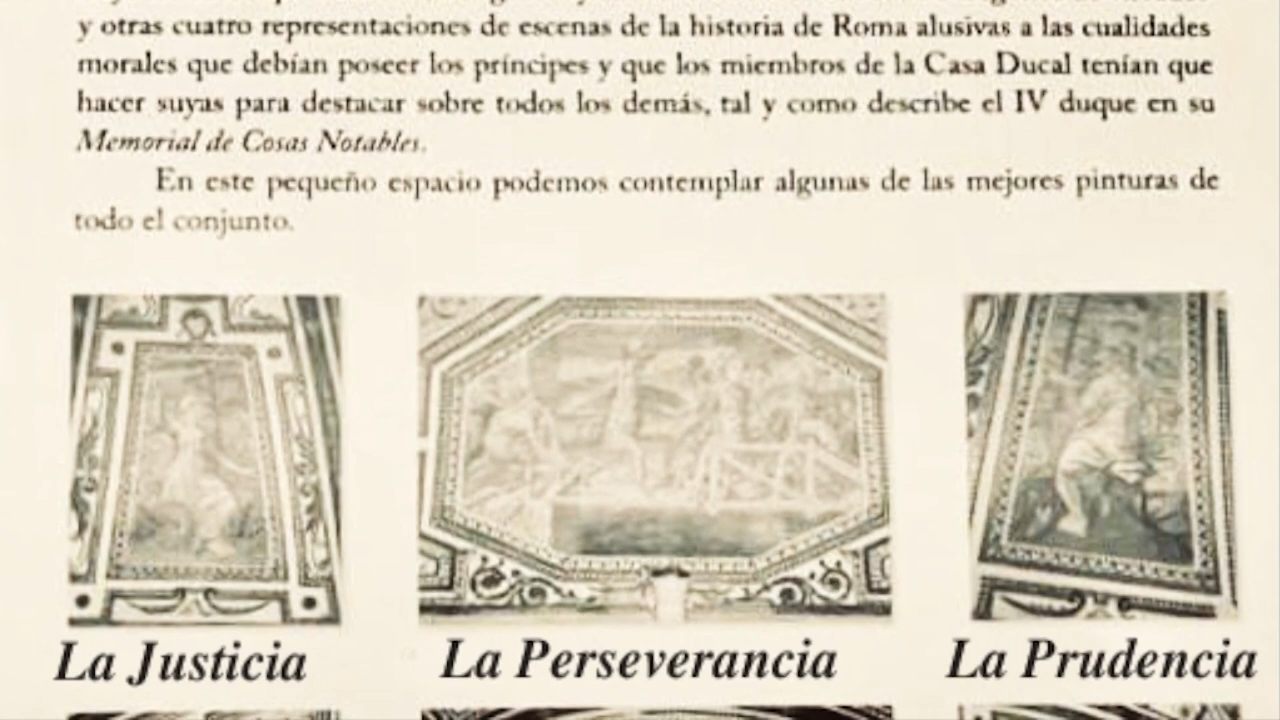 y otras cuatro representaciones de escenas de la historia de Roma alusivas a las cualidades
morales que debían poseer los príncipes y que los miembros de la Casa Ducal tenían que
hacer suyas para destacar sobre todos los demás, tal y como describe el IV duque en su
Memorial de Cosas Notables.
En este pequeño espacio podemos contemplar algunas de las mejores pinturas de
todo el conjunto.
La Justicia
La Perseverancia
La Prudencia